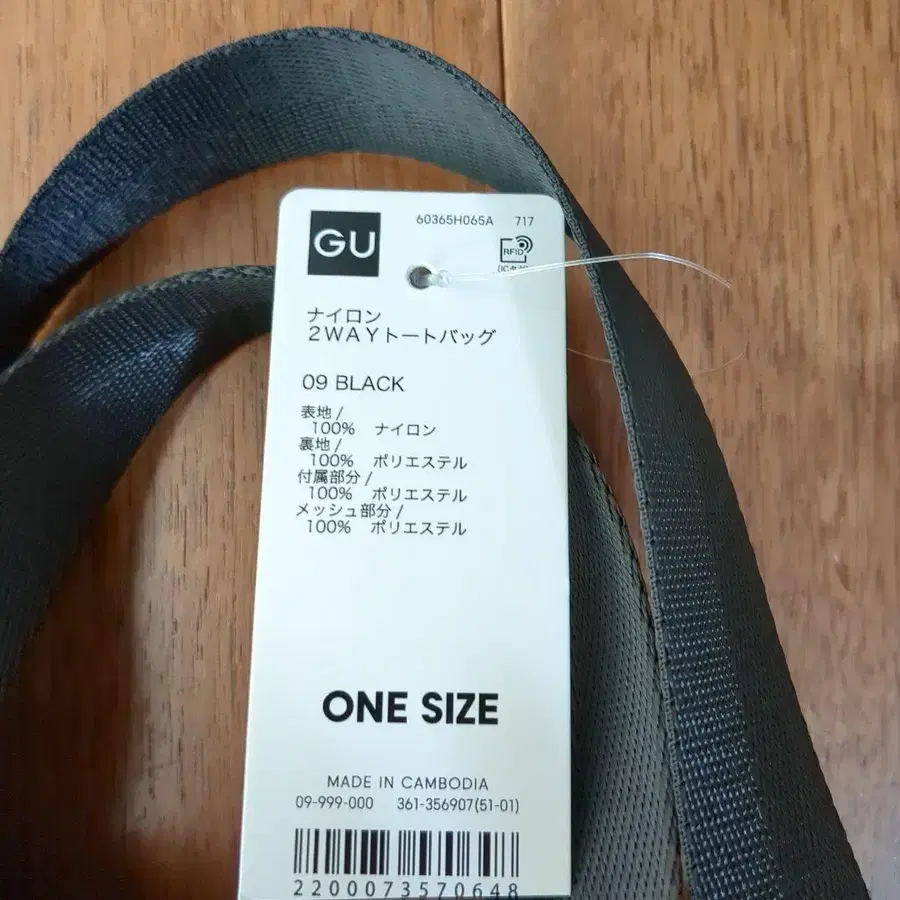 GU
60365H065A 717
RFID
ナイロン
2WAYトートバッグ
09 BLACK
表地/
100% ナイロン
裏地/
100% ポリエステル
付属部分/
100% ポリエステル
メッシュ部分/
100% ポリエステル
ONE SIZE
MADE IN CAMBODIA
09-999-000 361-356907(51-01)
2200073570648